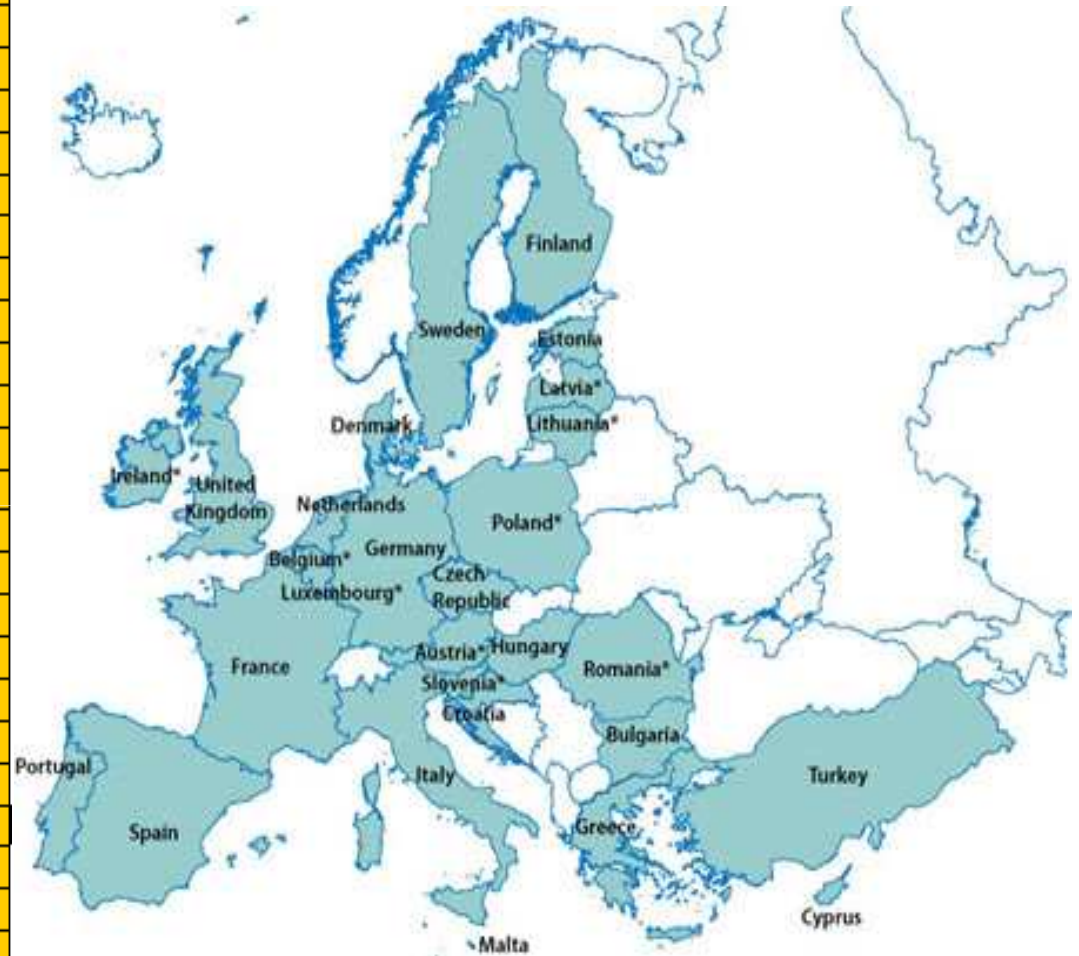 Finland
Sweden
Estonia
Latvia*
Lithuania*
Denmark
Ireland*
United
Kingdom
Netherlands
Poland*
Germany
Belgium*
Czech
Republic
Luxembourg*
Hungary
Austria*
France
Romania*
Slovenia*
Croatia
Bulgaria
Portugal
Italy
Turkey
Spain
Greece
Cyprus
Malta